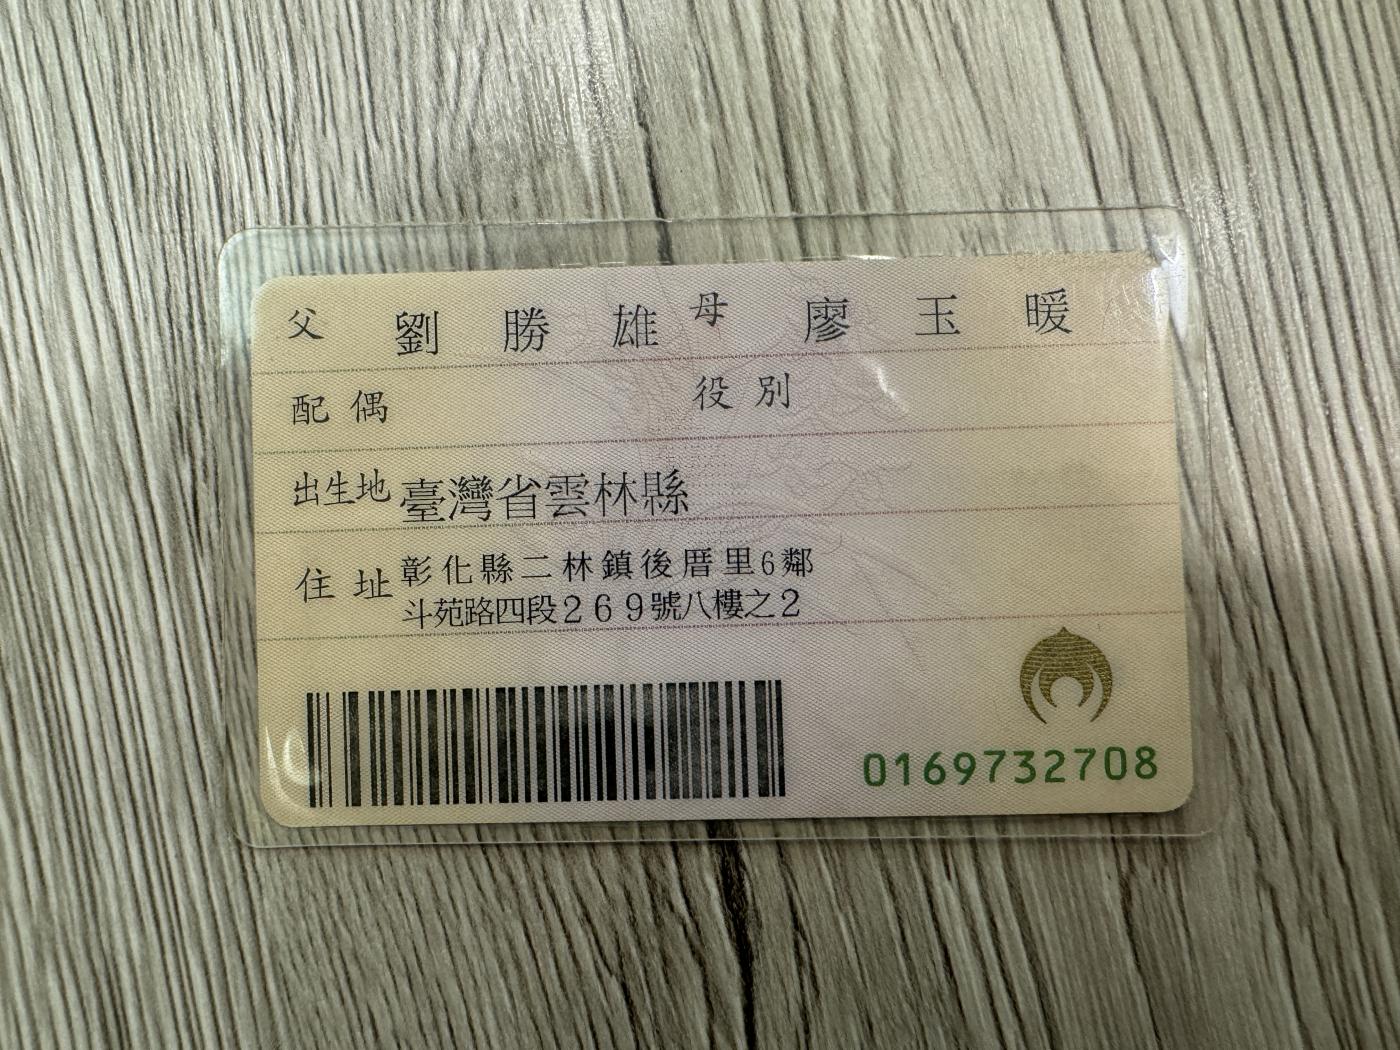 父 劉勝雄 母 廖玉暖
配偶 役別
出生地 臺灣省雲林縣
住址 彰化縣二林鎮後厝里6鄰
斗苑路四段269號八樓之2
0169732708